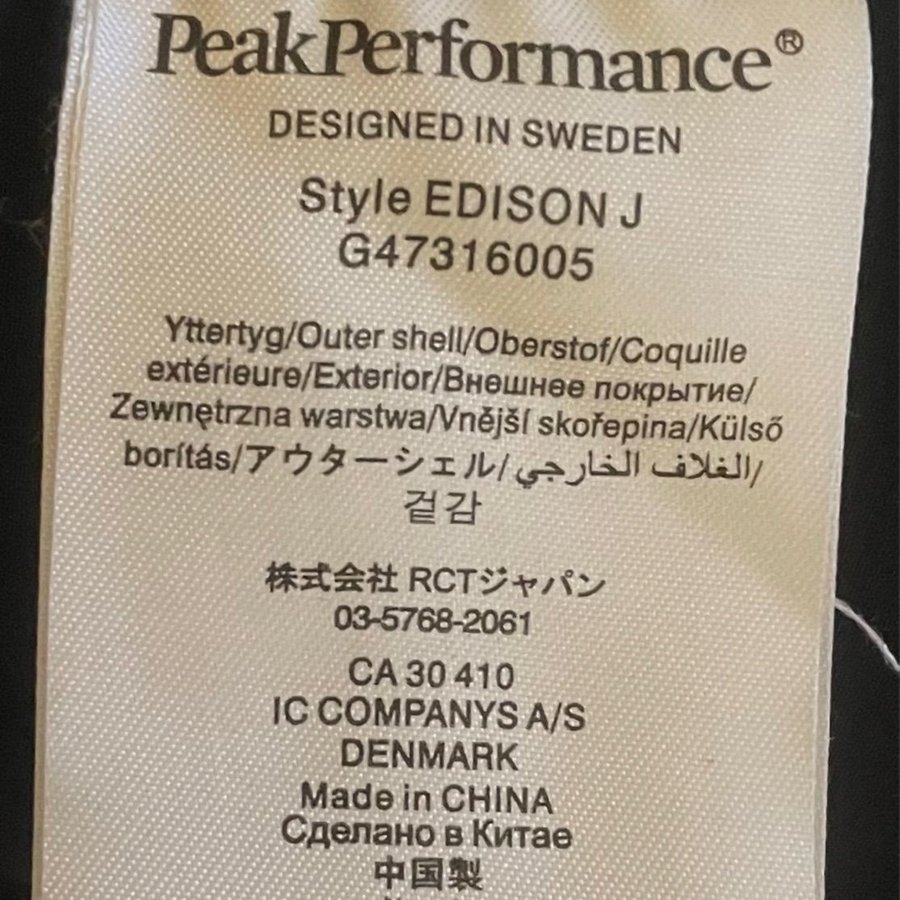 PeakPerformance®
DESIGNED IN SWEDEN
Style EDISON J
G47316005
Yttertyg/Outer shell/Oberstof/Coquille
extérieure/Exterior/Внешнее покрытие/
Zewnętrzna warstwa/Vnější skořepina/Külső
borítás/アウターシェル/الغلاف الخارجي/
겉감
株式会社 RCTジャパン
03-5768-2061
CA 30 410
IC COMPANYS A/S
DENMARK
Made in CHINA
Сделано в Китае
中国製